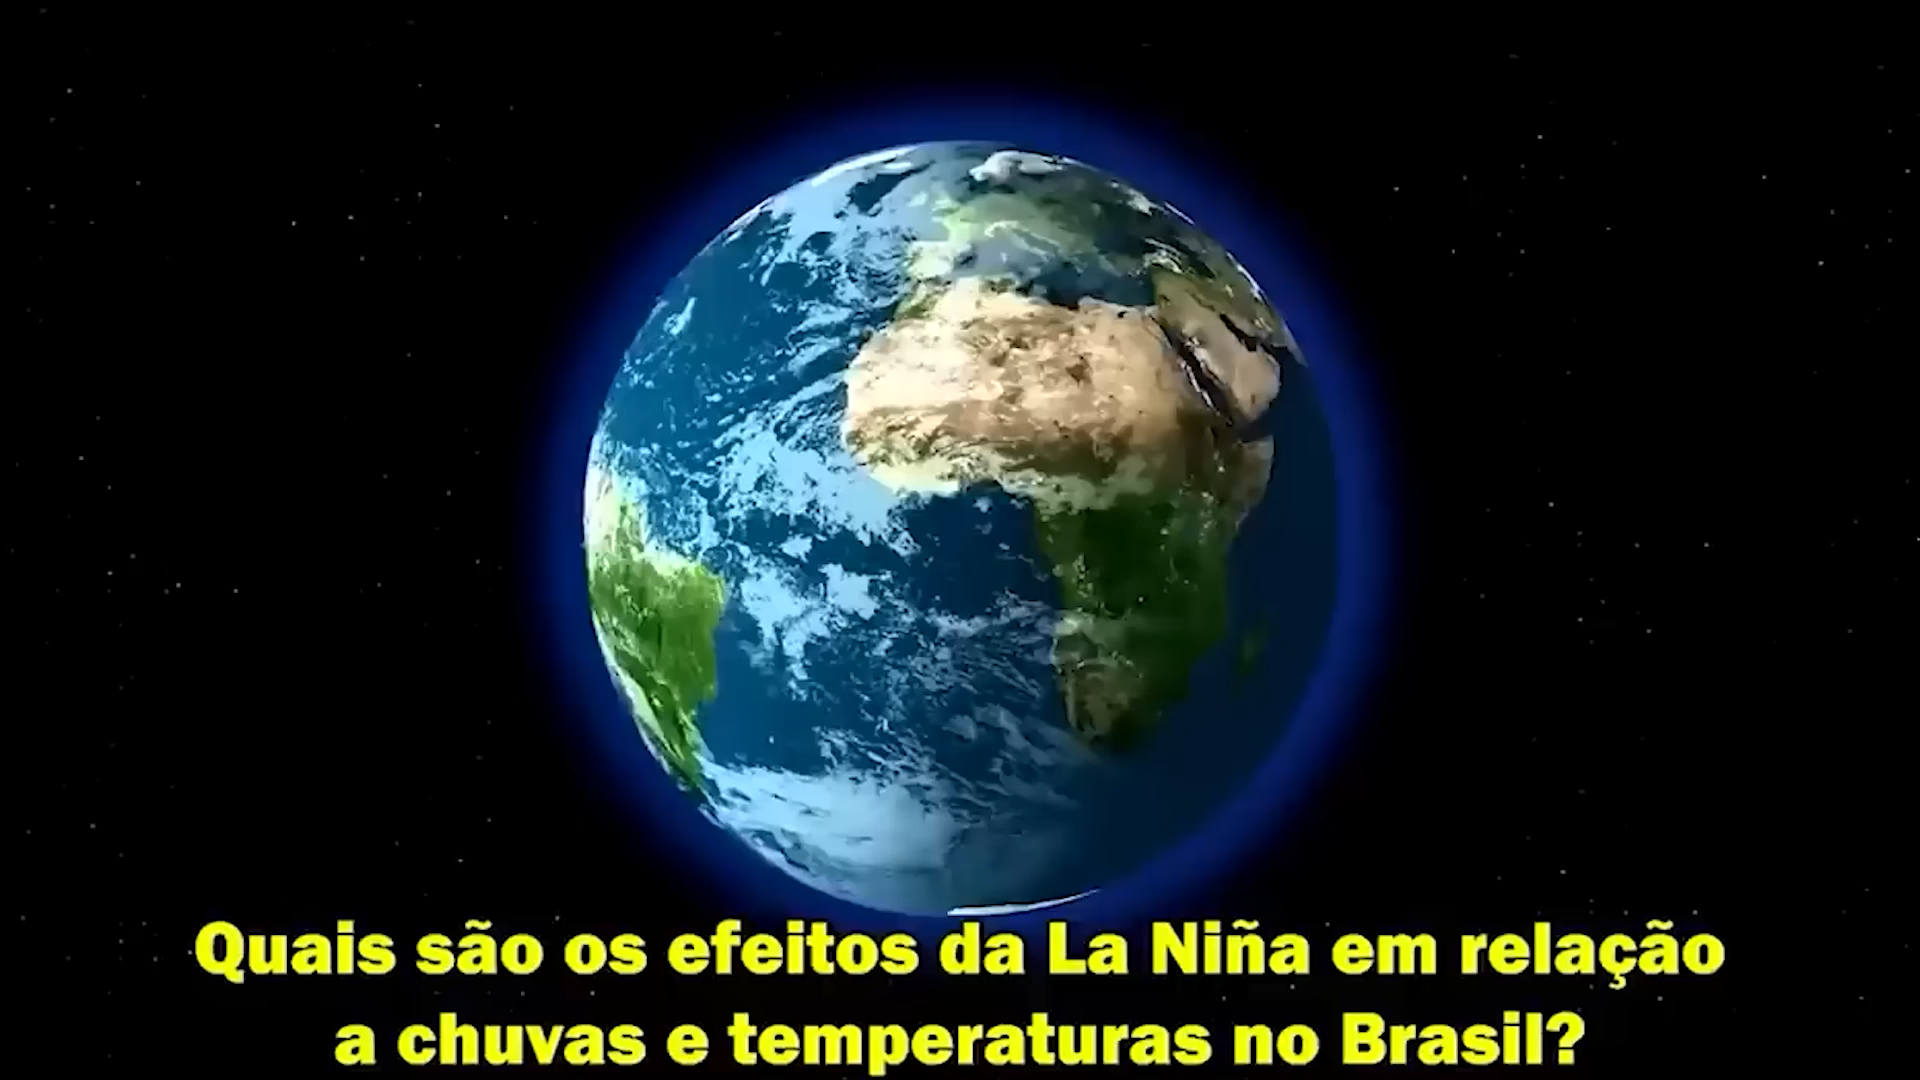 Quais são os efeitos da La Niña em relação
a chuvas e temperaturas no Brasil?